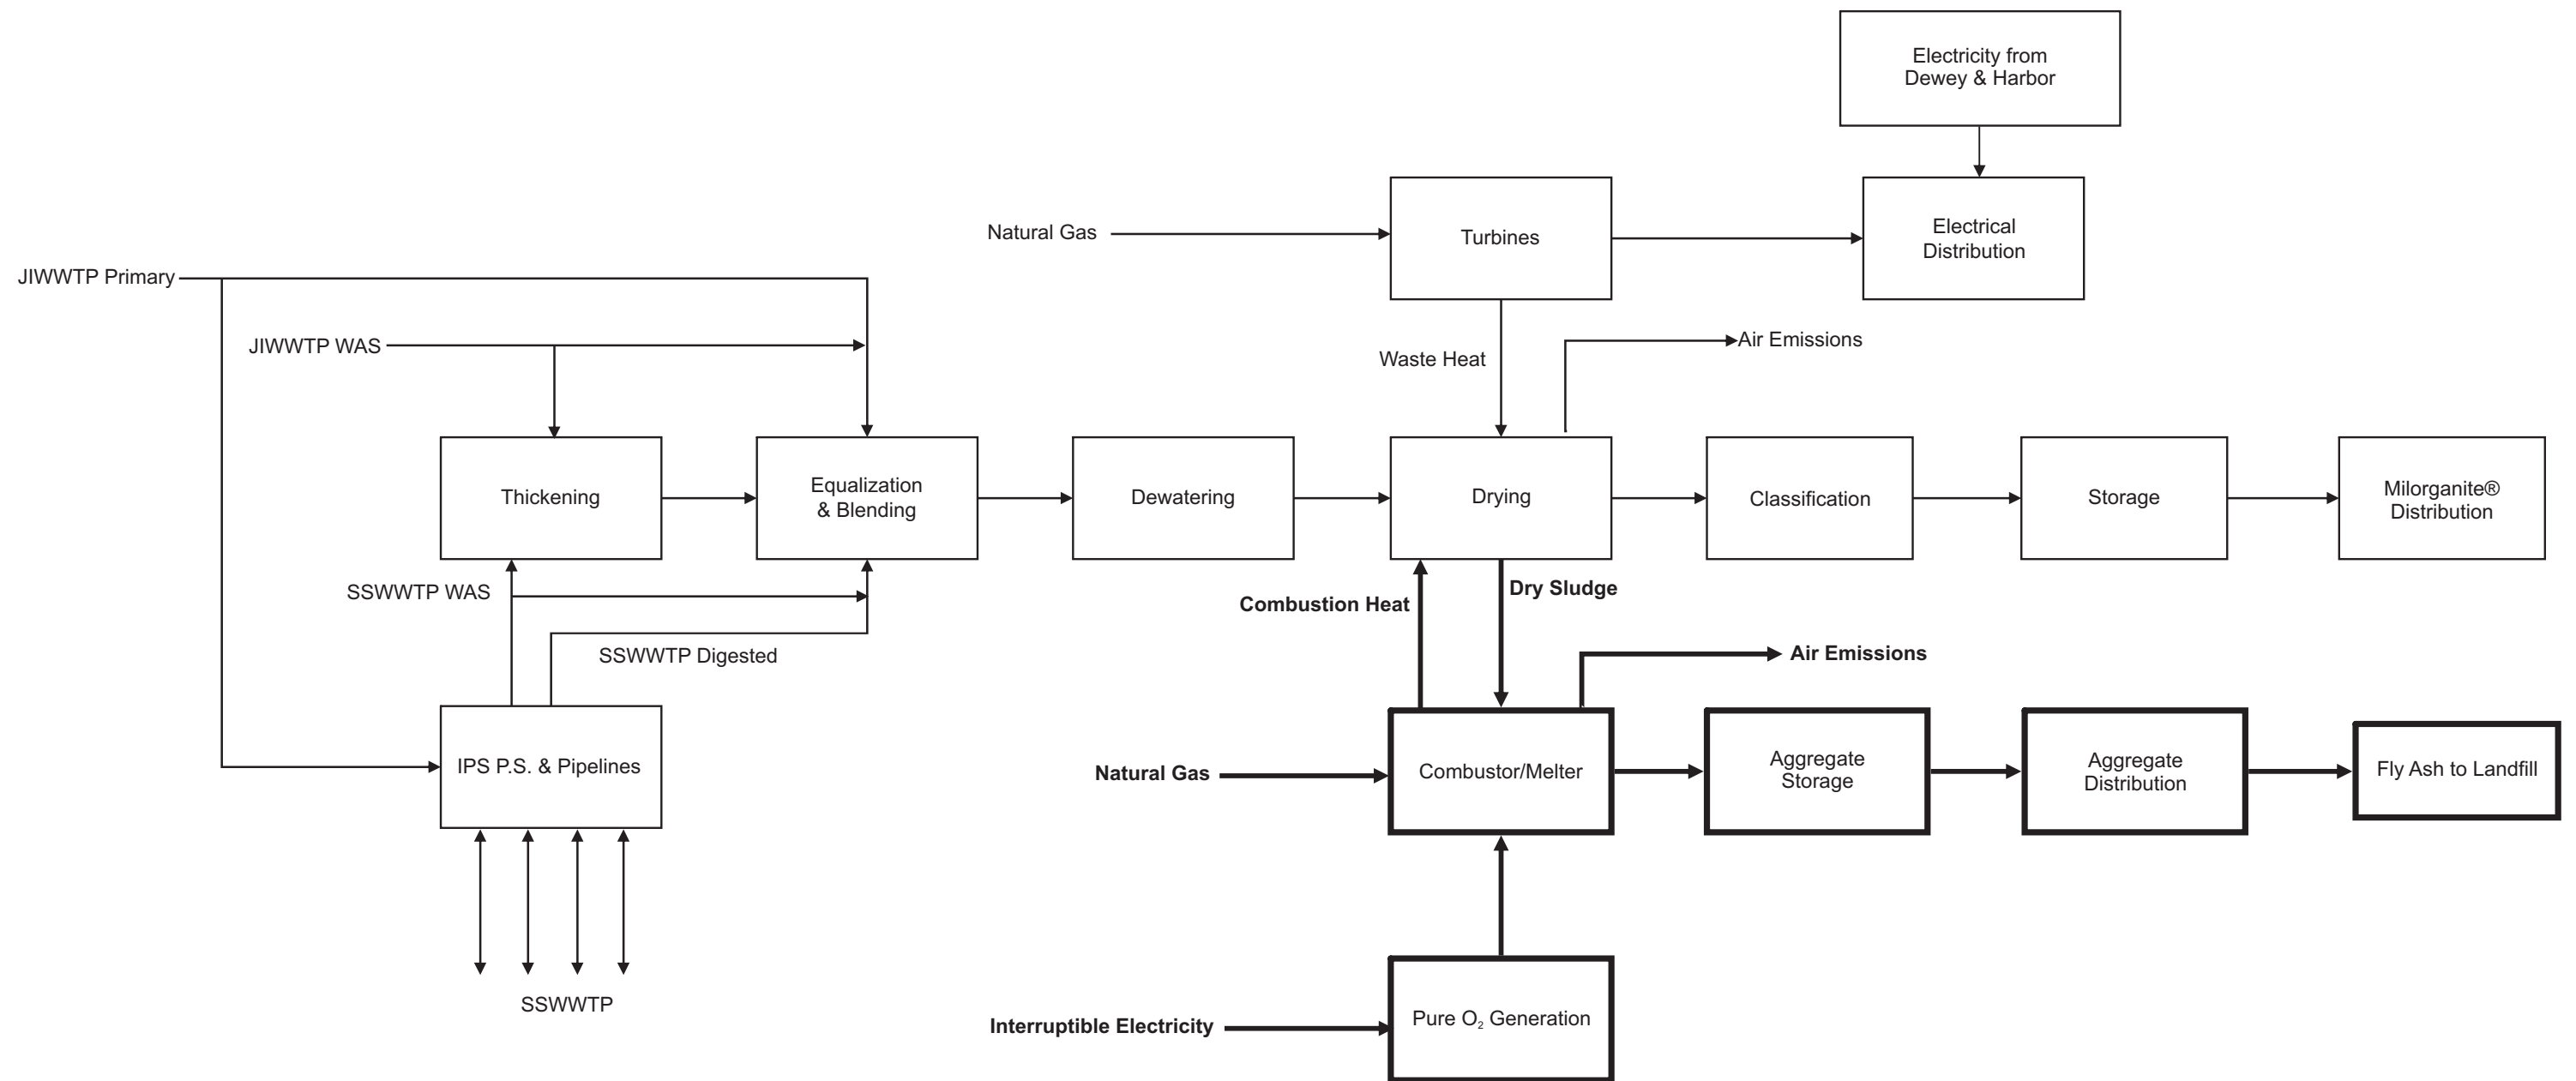 Electricity from
Dewey & Harbor
Natural Gas
Turbines
Electrical
Distribution
JIWWTP Primary
JIWWTP WAS
Waste Heat
Air Emissions
Thickening
Equalization
& Blending
Dewatering
Drying
Classification
Storage
Milorganite®
Distribution
SSWWTP WAS
Combustion Heat
Dry Sludge
SSWWTP Digested
Air Emissions
IPS P.S. & Pipelines
Natural Gas
Combustor/Melter
Aggregate
Storage
Aggregate
Distribution
Fly Ash to Landfill
SSWWTP
Interruptible Electricity
Pure O₂ Generation